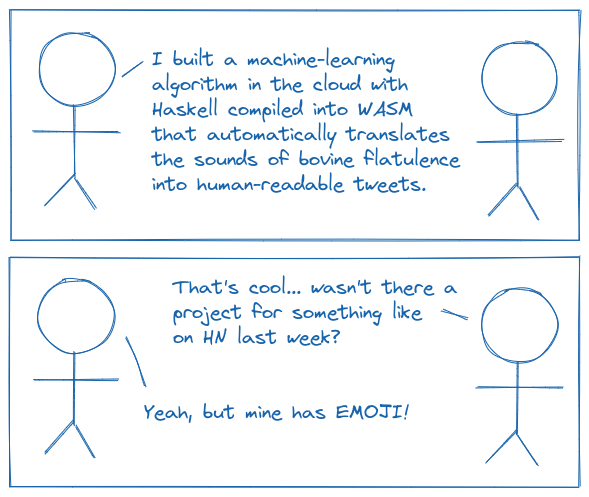 I built a machine-learning
algorithm in the cloud with
Haskell compiled into WASM
that automatically translates
the sounds of bovine flatulence
into human-readable tweets.
That's cool... wasn't there a
project for something like
on HN last week?
Yeah, but mine has EMOJI!